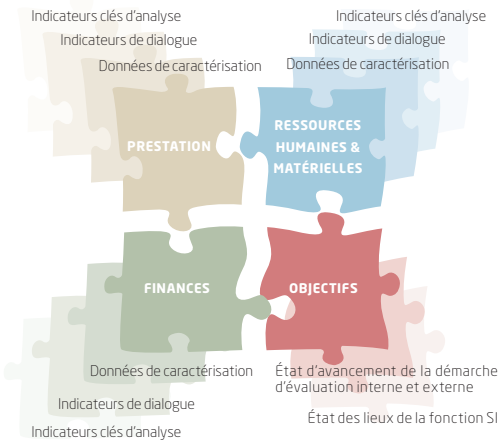 Indicateurs clés d'analyse
Indicateurs de dialogue
Données de caractérisation
PRESTATION
Indicateurs clés d'analyse
Indicateurs de dialogue
Données de caractérisation
RESSOURCES
HUMAINES &
MATÉRIELLES
FINANCES
Données de caractérisation
Indicateurs de dialogue
Indicateurs clés d'analyse
OBJECTIFS
État d'avancement de la démarche
d'évaluation interne et externe
État des lieux de la fonction SI